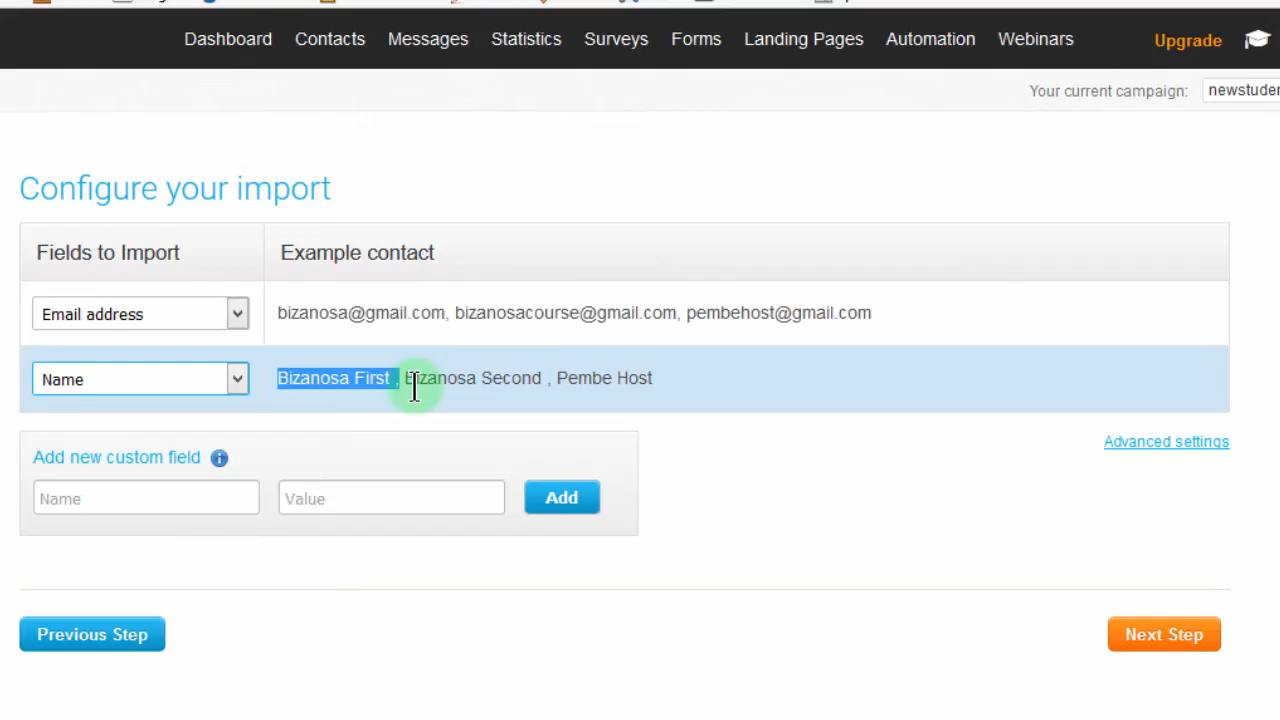 Dashboard Contacts Messages Statistics Surveys Forms Landing Pages Automation Webinars Upgrade
Your current campaign: newstuden
Configure your import
Fields to Import Example contact
Email address bizanosa@gmail.com, bizanosacourse@gmail.com, pembehost@gmail.com
Name Bizanosa First , Bizanosa Second , Pembe Host
Advanced settings
Add new custom field
Name Value Add
Previous Step Next Step